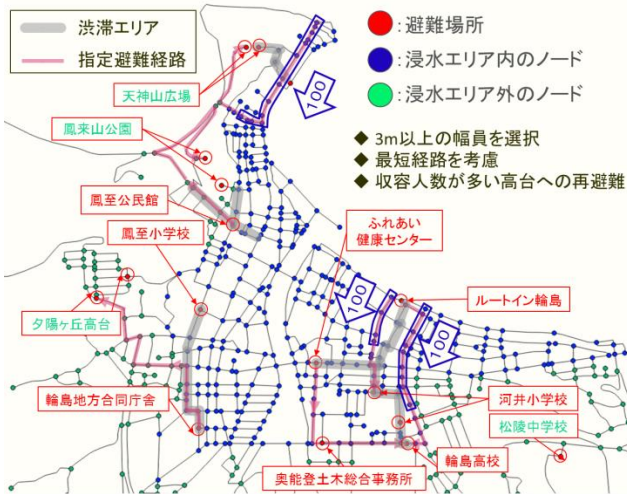 渋滞エリア
指定避難経路
●:避難場所
●:浸水エリア内のノード
●:浸水エリア外のノード
◆ 3m以上の幅員を選択
◆ 最短経路を考慮
◆ 収容人数が多い高台への再避難
天神山広場
100
鳳来山公園
鳳至公民館
鳳至小学校
ふれあい
健康センター
ルートイン輪島
100
100
夕陽ヶ丘高台
輪島地方合同庁舎
河井小学校
松陵中学校
輪島高校
奥能登土木総合事務所